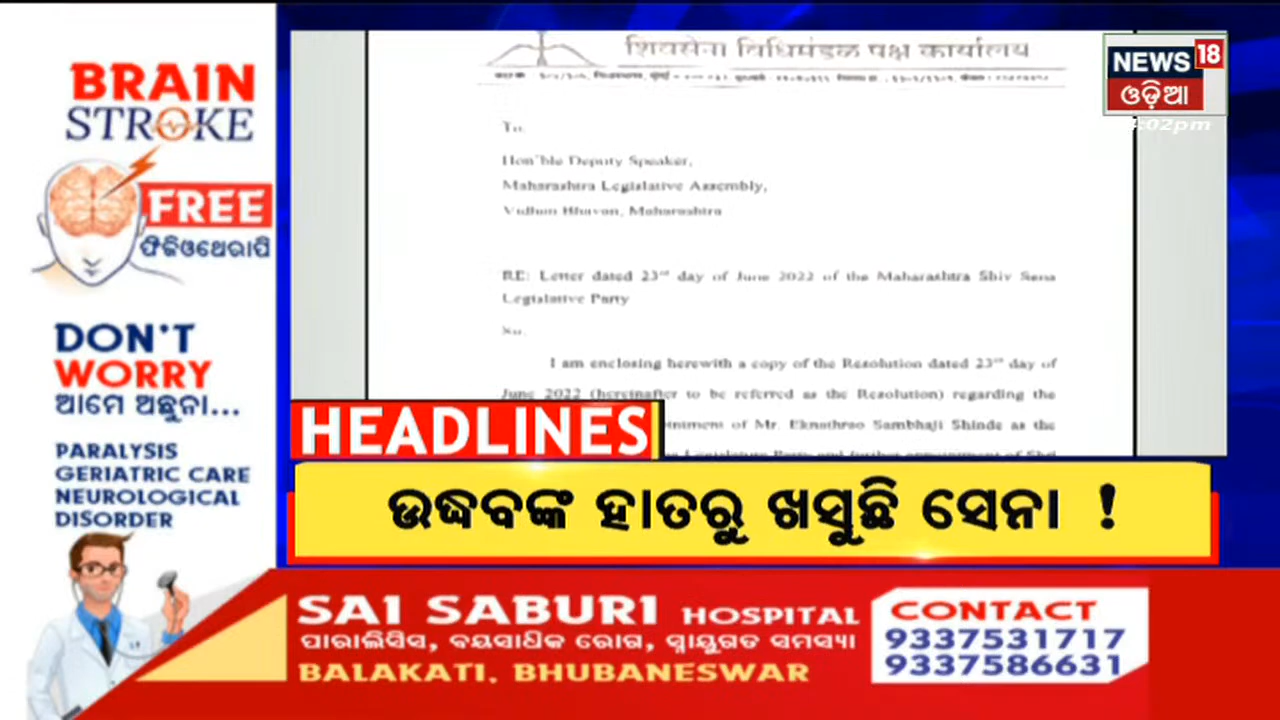 BRAIN
STROKE
FREE
ଫିଜିଓଥେରାପି
DON'T
WORRY
ଆମେ ଅଛୁନା...
PARALYSIS
GERIATRIC CARE
NEUROLOGICAL
DISORDER
शिवसेना विधिमंडळ पक्ष कार्यालय
To,
Hon'ble Deputy Speaker,
Maharashtra Legislative Assembly,
Vidhan Bhavan, Maharashtra
RE: Letter dated 23rd day of June 2022 of the Maharashtra Shiv Sena
Legislative Party
I am enclosing herewith a copy of the Resolution dated 23rd day of
June 2022 (hereinafter to be referred as the Resolution) regarding the
of Mr. Eknathrao Sambhaji Shinde as the
NEWS 18
ଓଡ଼ିଆ
:02pm
HEADLINES
ଉଦ୍ଧବଙ୍କ ହାତରୁ ଖସୁଛି ସେନା !
SAI SABURI HOSPITAL
ପାରାଲିସିସ, ବୟସାଧିକ ରୋଗ, ସ୍ନାୟୁଗତ ସମସ୍ୟା
BALAKATI, BHUBANESWAR
CONTACT
9337531717
9337586631